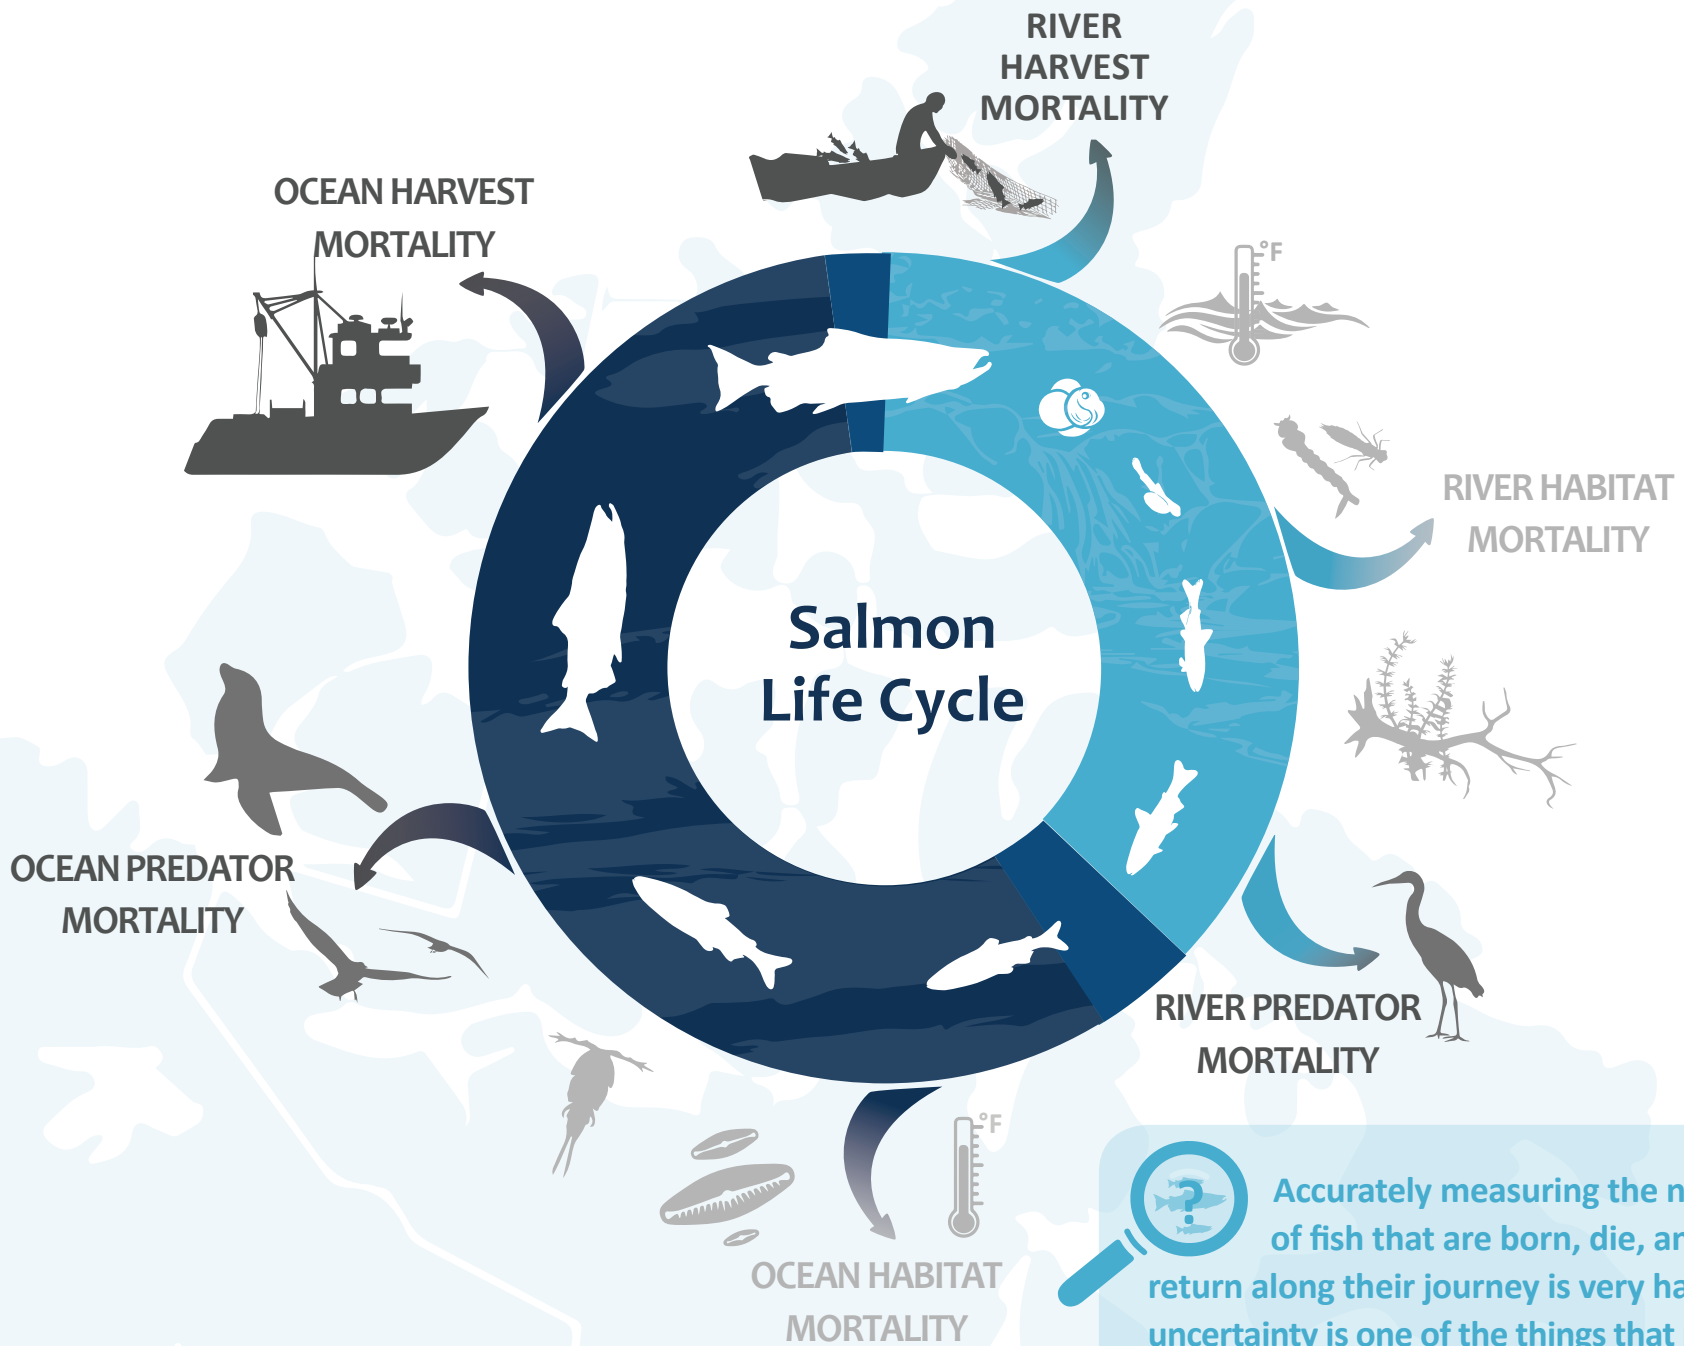 RIVER
HARVEST
MORTALITY
OCEAN HARVEST
MORTALITY
°F
RIVER HABITAT
MORTALITY
Salmon
Life Cycle
OCEAN PREDATOR
MORTALITY
RIVER PREDATOR
MORTALITY
°F
OCEAN HABITAT
MORTALITY
?
Accurately measuring the
of fish that are born, die,
return along their journey is very
uncertainty is one of the things that